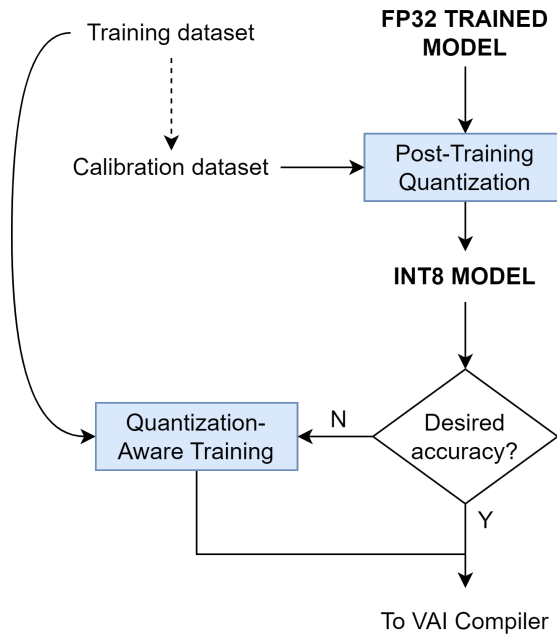 Training dataset
FP32 TRAINED
MODEL
Calibration dataset
Post-Training
Quantization
INT8 MODEL
Quantization-
Aware Training
N
Desired
accuracy?
Y
To VAI Compiler